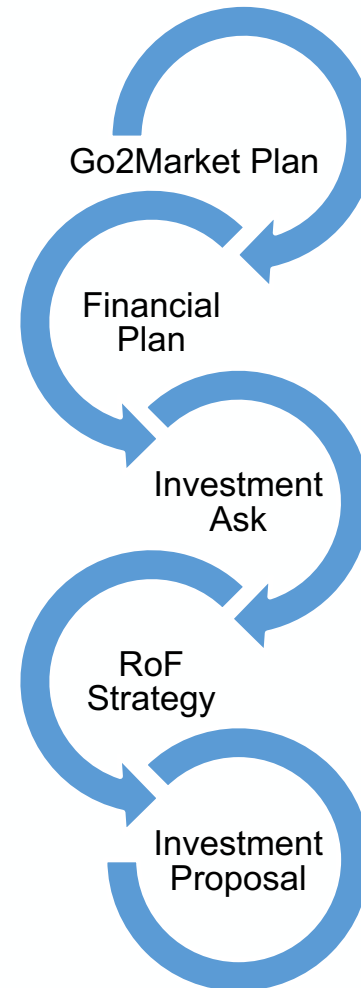 Go2Market Plan
Financial
Plan
Investment
Ask
RoF
Strategy
Investment
Proposal